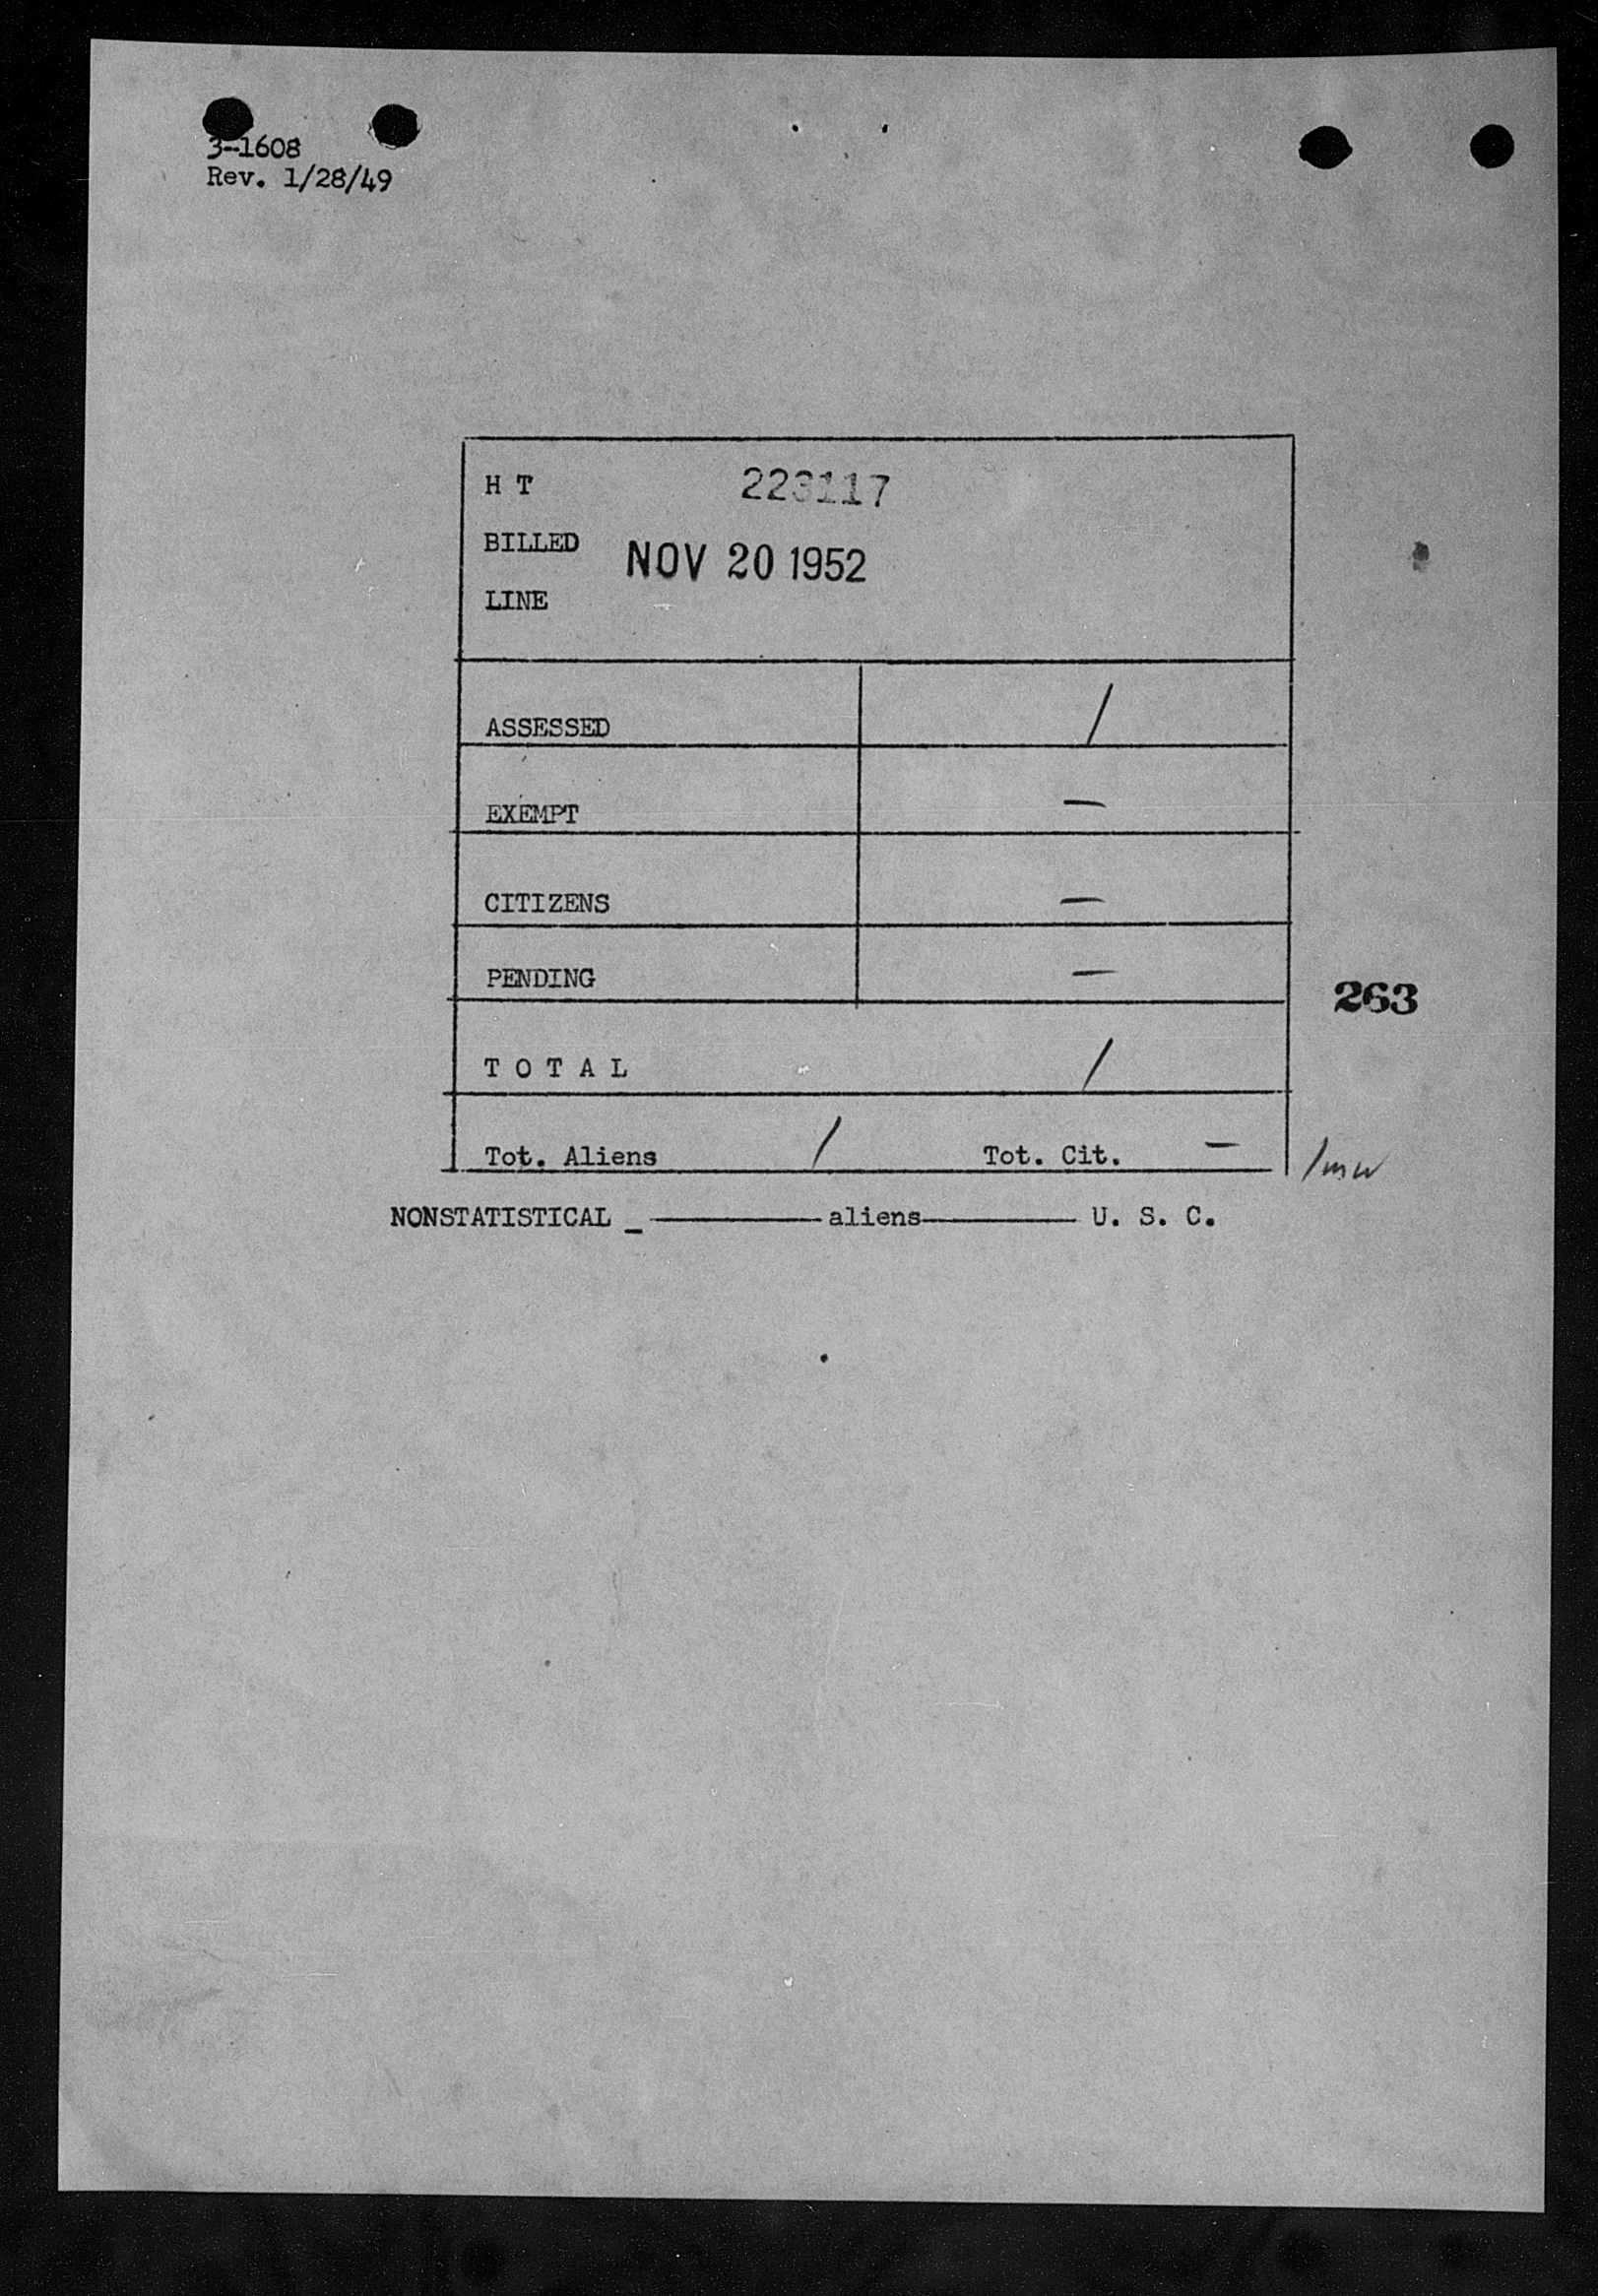 3-1608
Rev. 1/28/49
H T 223117
BILLED NOV 20 1952
LINE
ASSESSED /
EXEMPT —
CITIZENS —
PENDING —
263
T O T A L /
Tot. Aliens / Tot. Cit. —
NONSTATISTICAL _ ———— aliens ———— U. S. C.